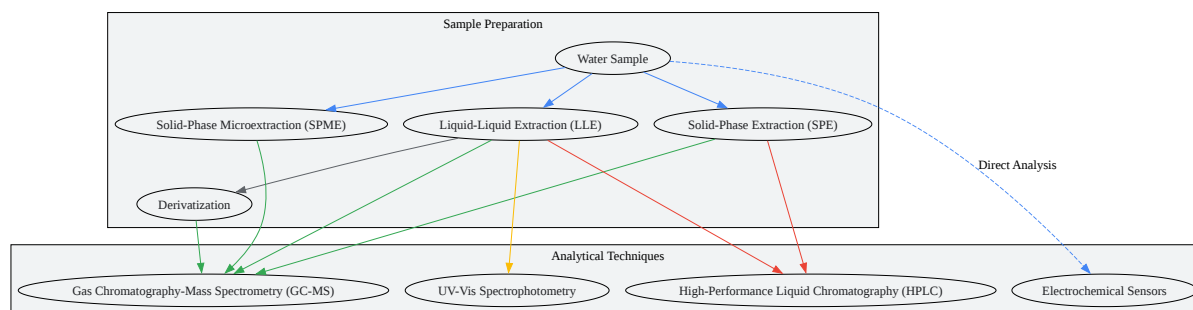 Sample Preparation
Water Sample
Solid-Phase Microextraction (SPME)
Liquid-Liquid Extraction (LLE)
Solid-Phase Extraction (SPE)
Direct Analysis
Derivatization
Analytical Techniques
Gas Chromatography-Mass Spectrometry (GC-MS)
UV-Vis Spectrophotometry
High-Performance Liquid Chromatography (HPLC)
Electrochemical Sensors